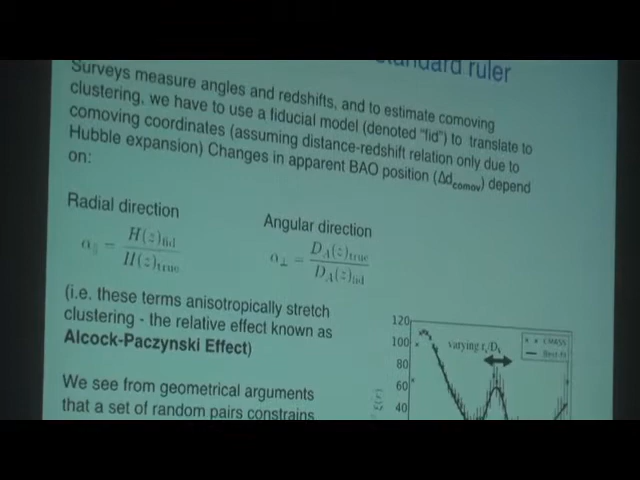 standard ruler
Surveys measure angles and redshifts, and to estimate comoving
clustering, we have to use a fiducial model (denoted "fid") to translate to
comoving coordinates (assuming distance-redshift relation only due to
Hubble expansion) Changes in apparent BAO position (Δd_comov) depend
on:
Radial direction
α_∥ = H(z)_fid / H(z)_true
Angular direction
α_⊥ = D_A(z)_true / D_A(z)_fid
(i.e. these terms anisotropically stretch
clustering - the relative effect known as
Alcock-Paczynski Effect)
We see from geometrical arguments
that a set of random pairs constrains
120
100
80
60
40
varying
CMASS
Best-fit
ξ(r)